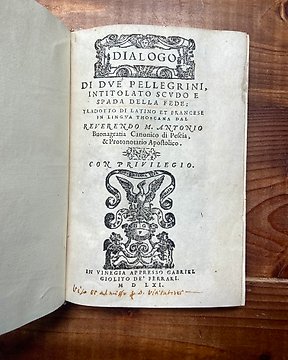 DIALOGO
DI DVE PELLEGRINI,
INTITOLATO SCVDO E
SPADA DELLA FEDE:
TRADOTTO DI LATINO ET FRANCESE
IN LINGVA THOSCANA DAL
REVERENDO M. ANTONIO
Buonagratia Canonico di Pescia,
& Protonotario Apostolico.
CON PRIVILEGIO.
IN VINEGIA APPRESSO GABRIEL
GIOLITO DE' FERRARI.
M D LXI.